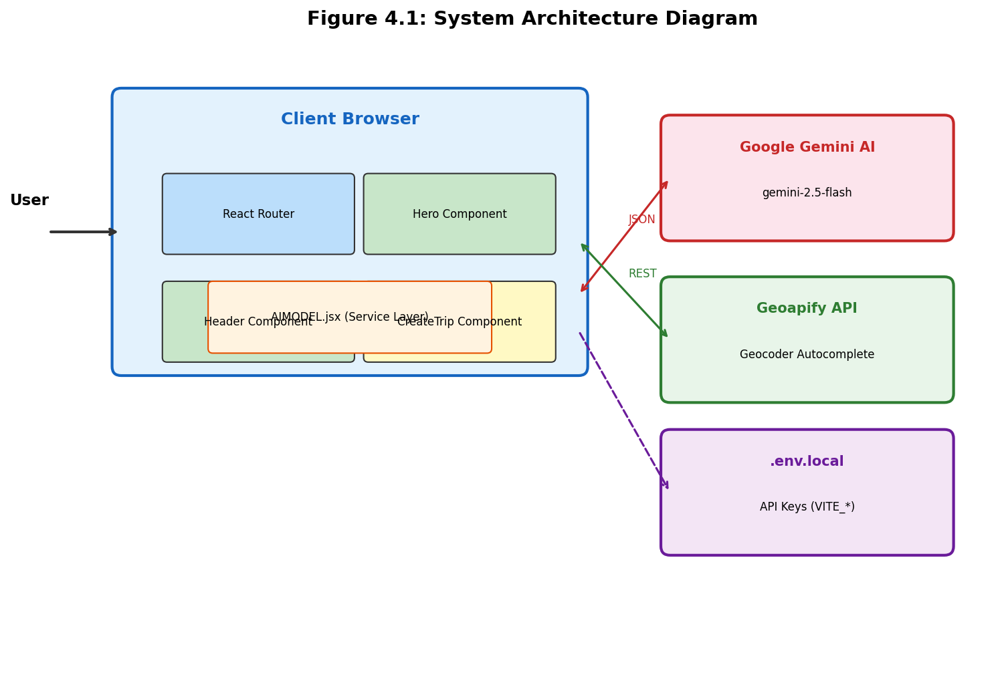 Figure 4.1: System Architecture Diagram
Client Browser
User
React Router
Hero Component
Header Component
AIMODEL.jsx (Service Layer)
CreateTrip Component
JSON
REST
Google Gemini AI
gemini-2.5-flash
Geoapify API
Geocoder Autocomplete
.env.local
API Keys (VITE_*)